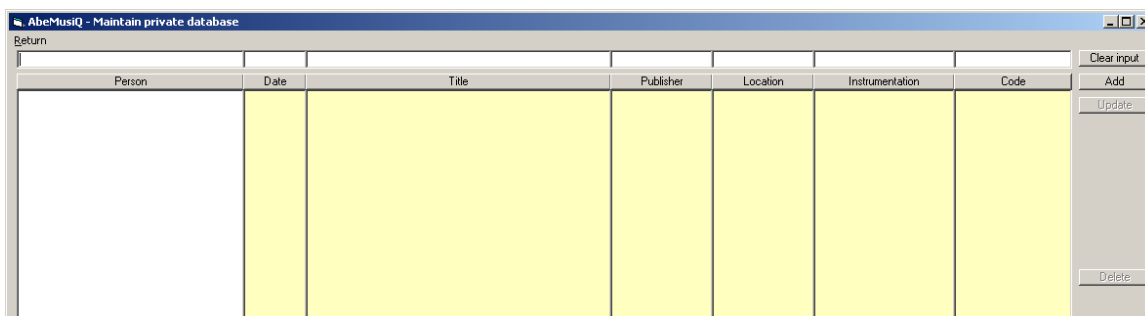 AbeMusiQ - Maintain private database
Return
Clear input
Person Date Title Publisher Location Instrumentation Code Add
Update
Delete